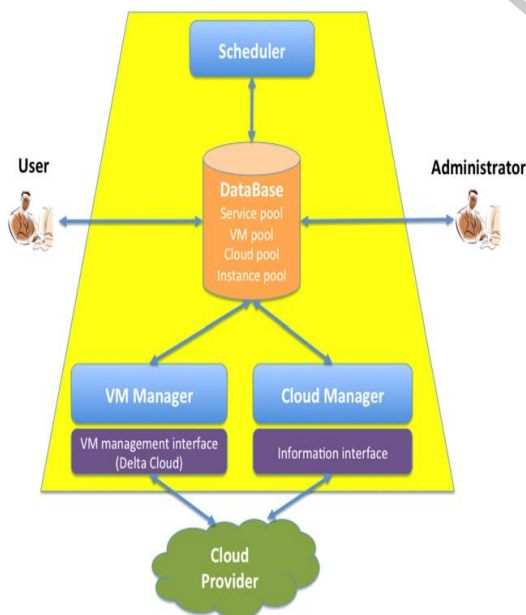 Scheduler
User
Administrator
DataBase
Service pool
VM pool
Cloud pool
Instance pool
VM Manager
Cloud Manager
VM management interface
(Delta Cloud)
Information interface
Cloud
Provider